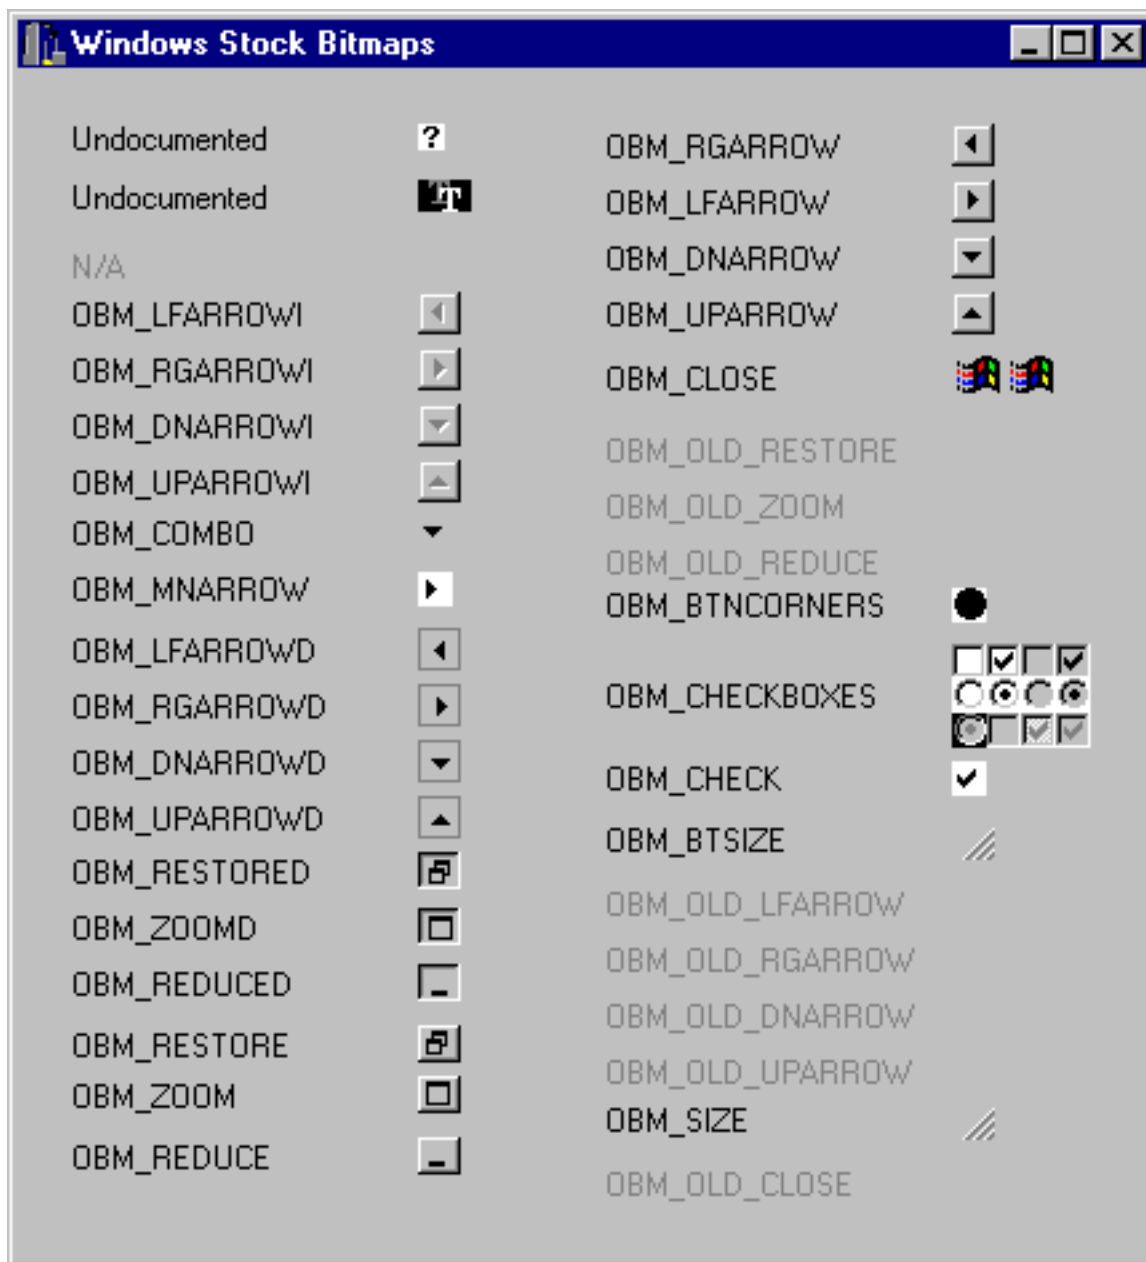 Windows Stock Bitmaps
Undocumented
Undocumented
N/A
OBM_LFARROWI
OBM_RGARROWI
OBM_DNARROWI
OBM_UPARROWI
OBM_COMBO
OBM_MNARROW
OBM_LFARROWD
OBM_RGARROWD
OBM_DNARROWD
OBM_UPARROWD
OBM_RESTORED
OBM_ZOOMD
OBM_REDUCED
OBM_RESTORE
OBM_ZOOM
OBM_REDUCE
OBM_RGARROW
OBM_LFARROW
OBM_DNARROW
OBM_UPARROW
OBM_CLOSE
OBM_OLD_RESTORE
OBM_OLD_ZOOM
OBM_OLD_REDUCE
OBM_BTNCORNERS
OBM_CHECKBOXES
OBM_CHECK
OBM_BTSIZE
OBM_OLD_LFARROW
OBM_OLD_RGARROW
OBM_OLD_DNARROW
OBM_OLD_UPARROW
OBM_SIZE
OBM_OLD_CLOSE